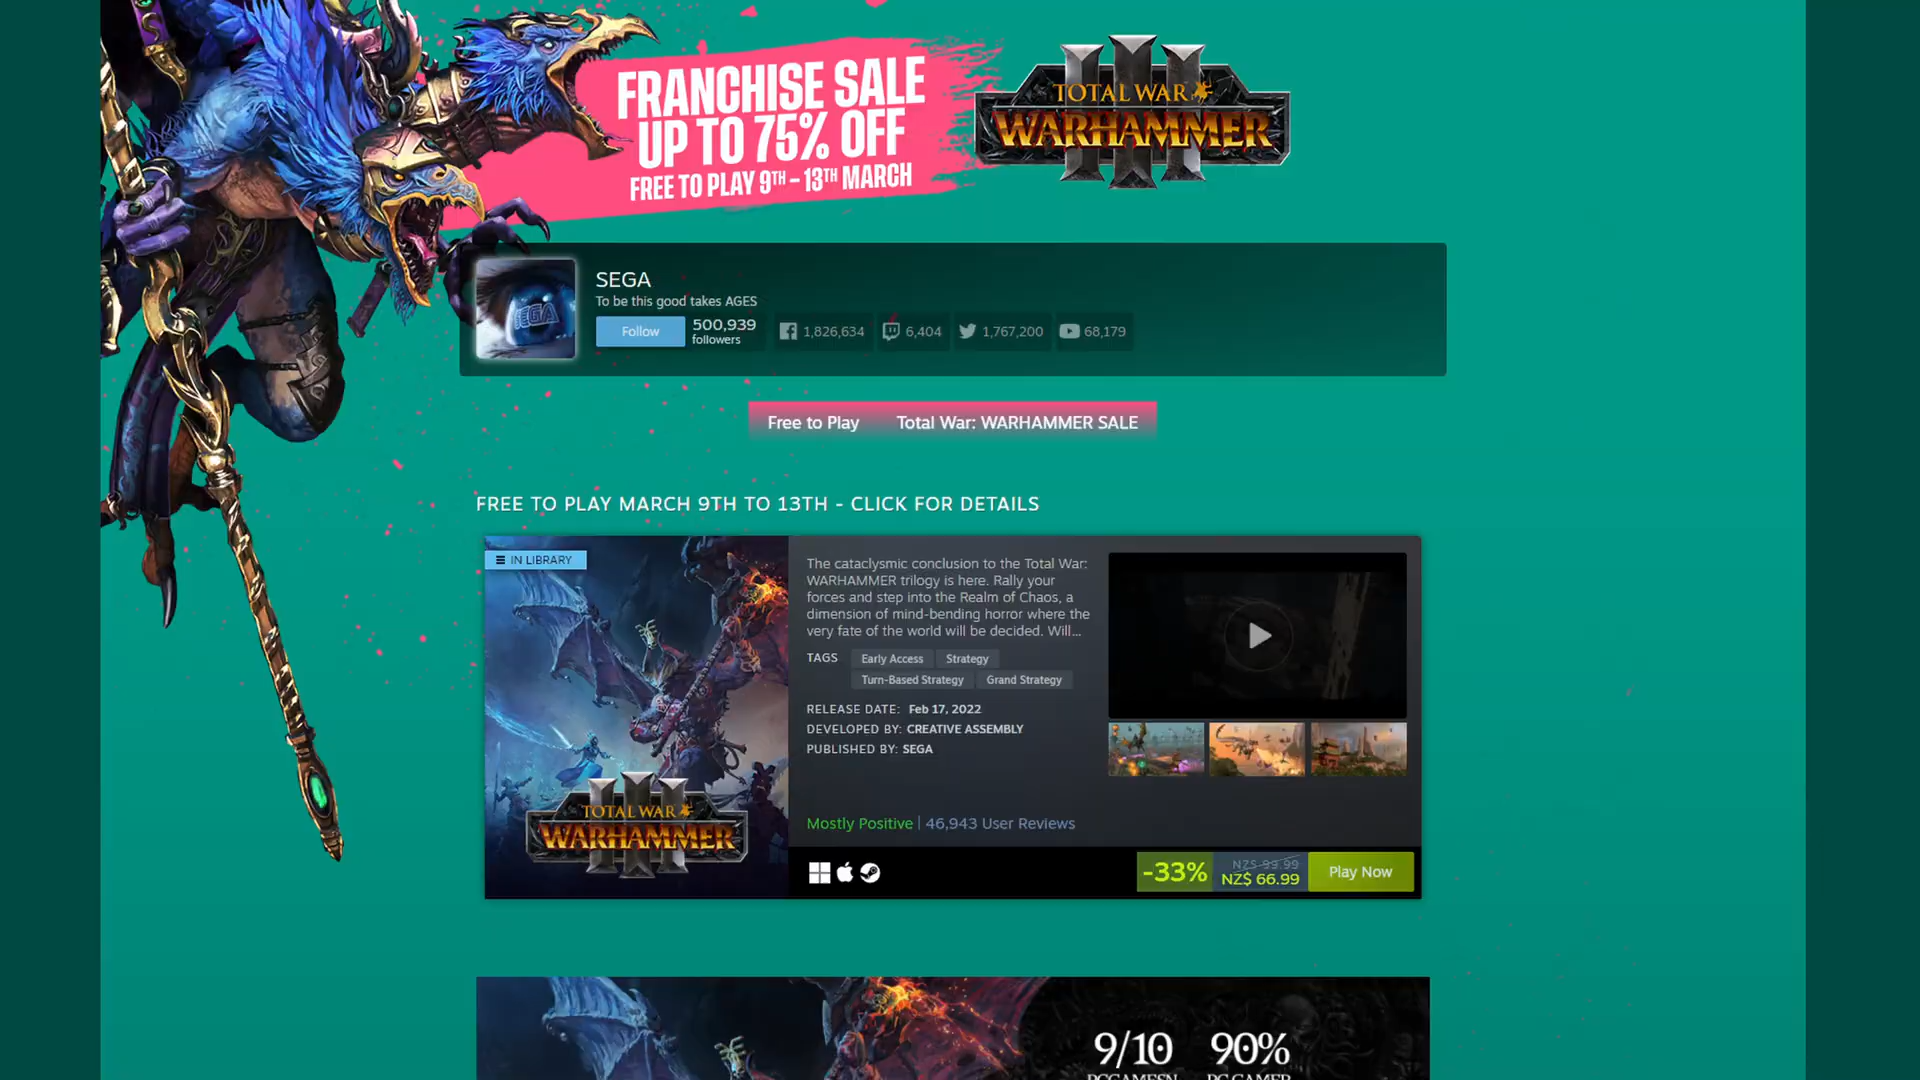 FRANCHISE SALE
UP TO 75% OFF
FREE TO PLAY 9TH - 13TH MARCH
TOTAL WAR
WARHAMMER
III
SEGA
SEGA
To be this good takes AGES
Follow
500,939
followers
1,826,634
6,404
1,767,200
68,179
Free to Play
Total War: WARHAMMER SALE
FREE TO PLAY MARCH 9TH TO 13TH - CLICK FOR DETAILS
IN LIBRARY
TOTAL WAR
WARHAMMER
III
The cataclysmic conclusion to the Total War:
WARHAMMER trilogy is here. Rally your
forces and step into the Realm of Chaos, a
dimension of mind-bending horror where the
very fate of the world will be decided. Will...
TAGS
Early Access
Strategy
Turn-Based Strategy
Grand Strategy
RELEASE DATE: Feb 17, 2022
DEVELOPED BY: CREATIVE ASSEMBLY
PUBLISHED BY: SEGA
Mostly Positive | 46,943 User Reviews
-33%
NZ$ 99.99
NZ$ 66.99
Play Now
9/10
PCGAMESN
90%
PC GAMER